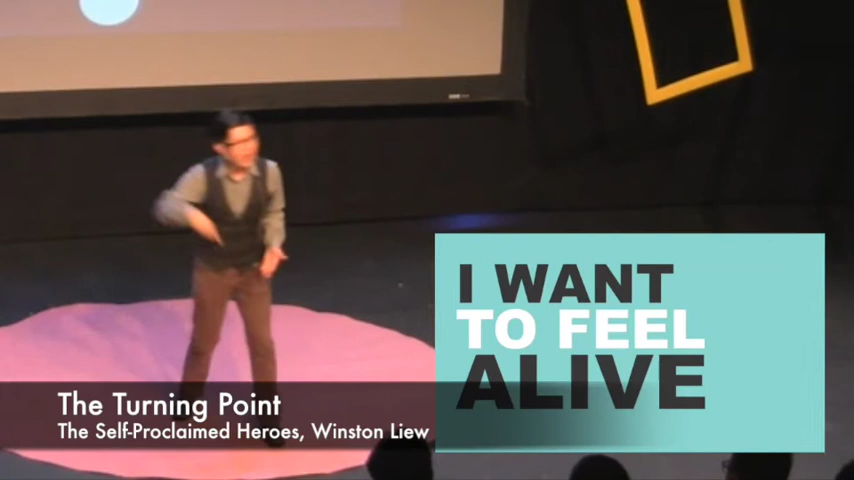 I WANT
TO FEEL
ALIVE
The Turning Point
The Self-Proclaimed Heroes, Winston Liew